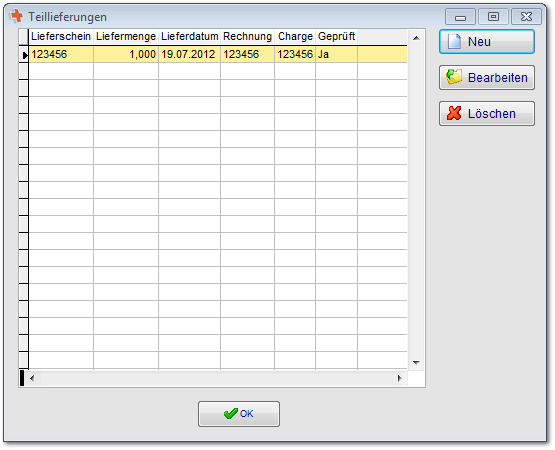 Teillieferungen
Lieferschein Liefermenge Lieferdatum Rechnung Charge Geprüft
123456 1,000 19.07.2012 123456 123456 Ja
Neu
Bearbeiten
Löschen
OK